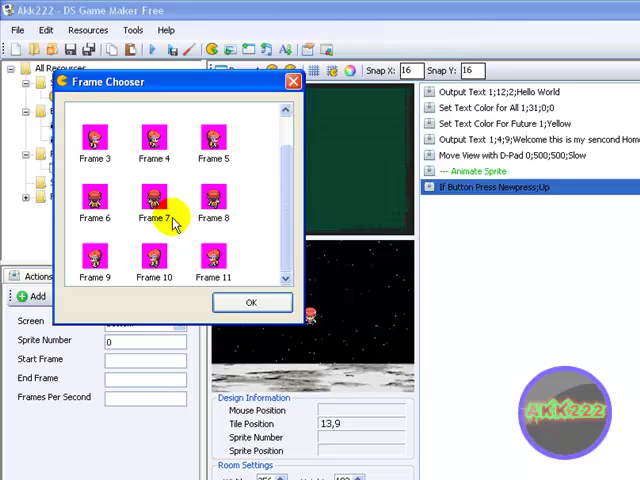 Akk222 - DS Game Maker Free
File Edit Resources Tools Help
All Resources
Snap X: 16 Snap Y: 16
Frame Chooser
Frame 3 Frame 4 Frame 5
Frame 6 Frame 7 Frame 8
Frame 9 Frame 10 Frame 11
OK
Output Text 1;12;2;Hello World
Set Text Color for All 1;31;0;0
Set Text Color For Future 1;Yellow
Output Text 1;4;9;Welcome this is my sencond Home
Move View with D-Pad 0;500;500;Slow
--- Animate Sprite
If Button Press Newpress;Up
Actions
Add
Screen
Sprite Number 0
Start Frame
End Frame
Frames Per Second
Design Information
Mouse Position
Tile Position 13,9
Sprite Number
Sprite Position
Room Settings
AKK222